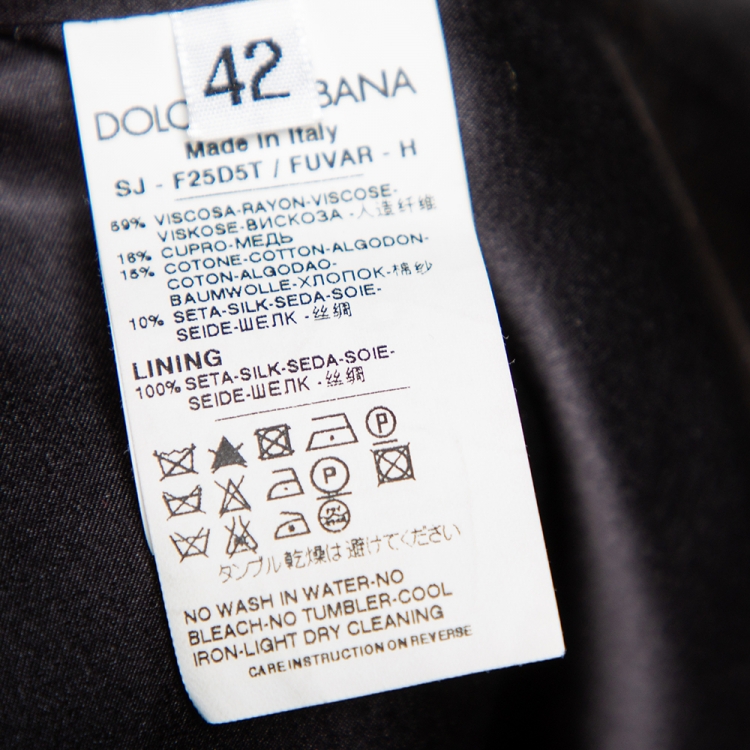 42
DOLC BANA
Made in Italy
SJ - F25D5T / FUVAR - H
59% VISCOSA-RAYON-VISCOSE-
VISKOSE-ВИСКОЗА-人造纤维
16% CUPRO-МЕДЬ
15% COTONE-COTTON-ALGODON-
COTON-ALGODAO-
BAUMWOLLE-ХЛОПОК-棉纱
10% SETA-SILK-SEDA-SOIE-
SEIDE-ШЕЛК-丝绸
LINING
100% SETA-SILK-SEDA-SOIE-
SEIDE-ШЕЛК-丝绸
P
P
タンブル乾燥は避けてください
NO WASH IN WATER-NO
BLEACH-NO TUMBLER-COOL
IRON-LIGHT DRY CLEANING
CARE INSTRUCTION ON REVERSE